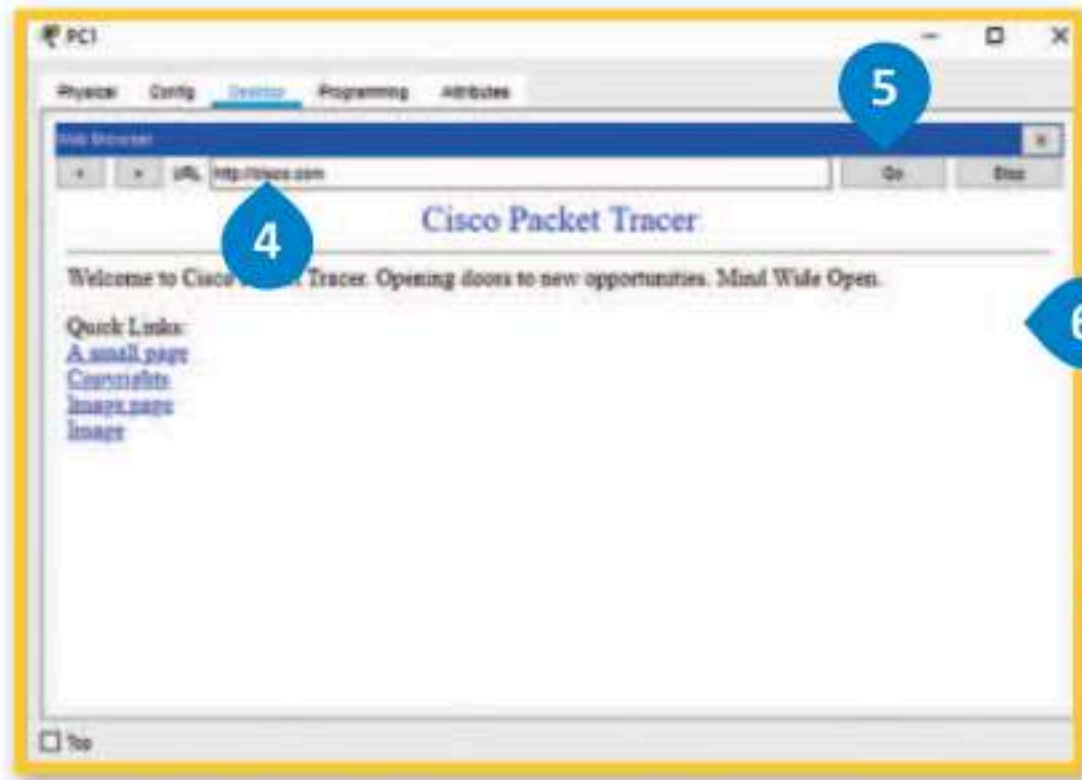 PC1
Physical Config Desktop Programming Attributes
5
Web Browser X
< > URL http://cisco.com Go Stop
4
Cisco Packet Tracer
Welcome to Cisco Packet Tracer. Opening doors to new opportunities. Mind Wide Open.
6
Quick Links:
A small page
Copyrights
Image page
Image
Top